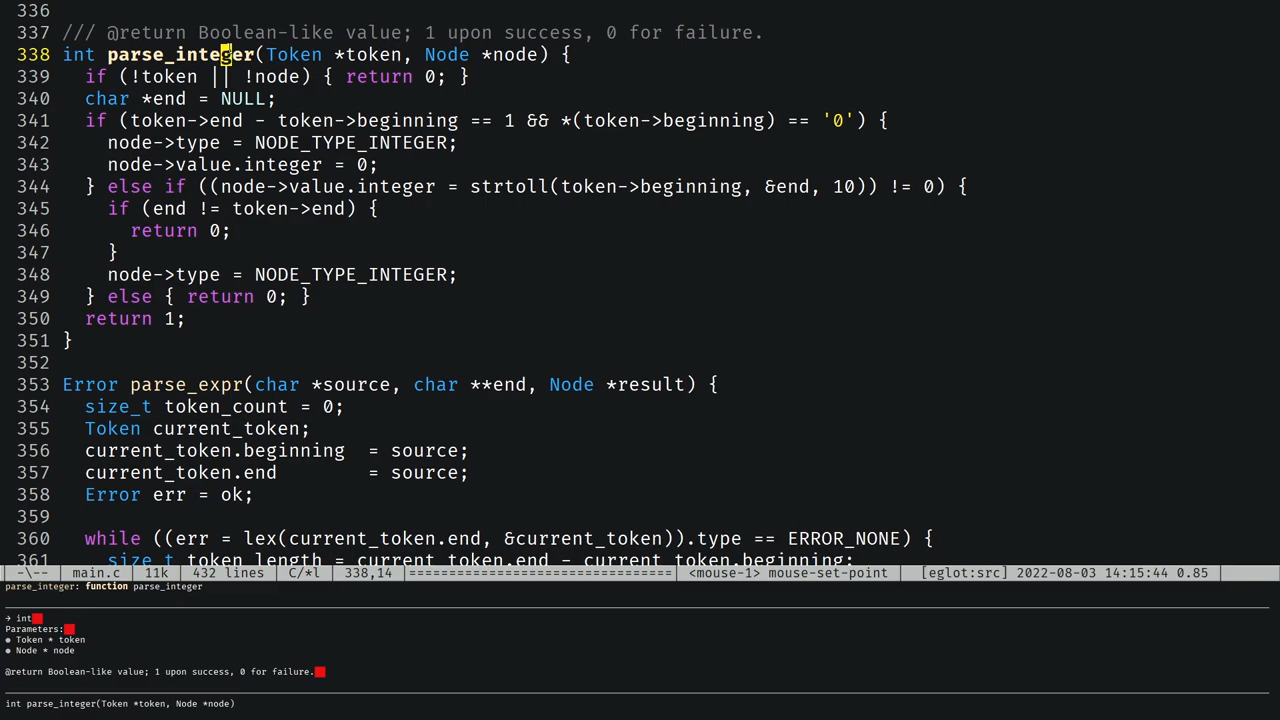 336
337 /// @return Boolean-like value; 1 upon success, 0 for failure.
338 int parse_integer(Token *token, Node *node) {
339   if (!token || !node) { return 0; }
340   char *end = NULL;
341   if (token->end - token->beginning == 1 && *(token->beginning) == '0') {
342     node->type = NODE_TYPE_INTEGER;
343     node->value.integer = 0;
344   } else if ((node->value.integer = strtoll(token->beginning, &end, 10)) != 0) {
345     if (end != token->end) {
346       return 0;
347     }
348     node->type = NODE_TYPE_INTEGER;
349   } else { return 0; }
350   return 1;
351 }
352
353 Error parse_expr(char *source, char **end, Node *result) {
354   size_t token_count = 0;
355   Token current_token;
356   current_token.beginning  = source;
357   current_token.end        = source;
358   Error err = ok;
359
360   while ((err = lex(current_token.end, &current_token)).type == ERROR_NONE) {
361     size_t token_length = current_token.end - current_token.beginning;
-\-- main.c 11k 432 lines C/*l 338,14 ============================= <mouse-1> mouse-set-point [eglot:src] 2022-08-03 14:15:44 0.85
parse_integer: function parse_integer
→ int
Parameters:
● Token * token
● Node * node
@return Boolean-like value; 1 upon success, 0 for failure.
int parse_integer(Token *token, Node *node)